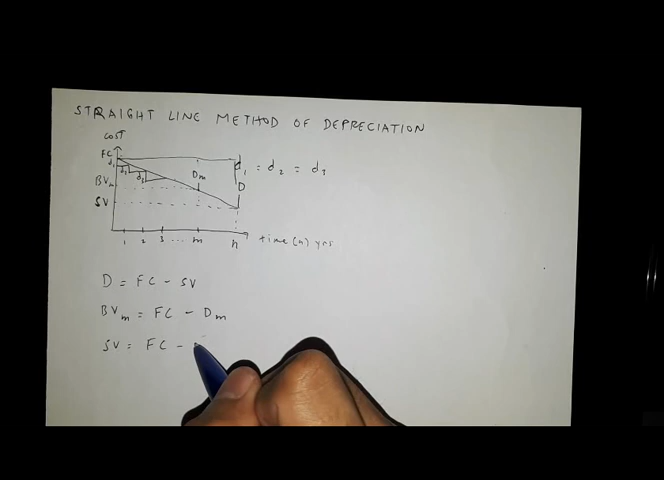 STRAIGHT LINE METHOD OF DEPRECIATION
COST
FC
d1 = d2 = d3
d1
d2
d3
Dm
D
BVm
SV
1 2 3 ... m n
time (n) yrs
D = FC - SV
BVm = FC - Dm
SV = FC -